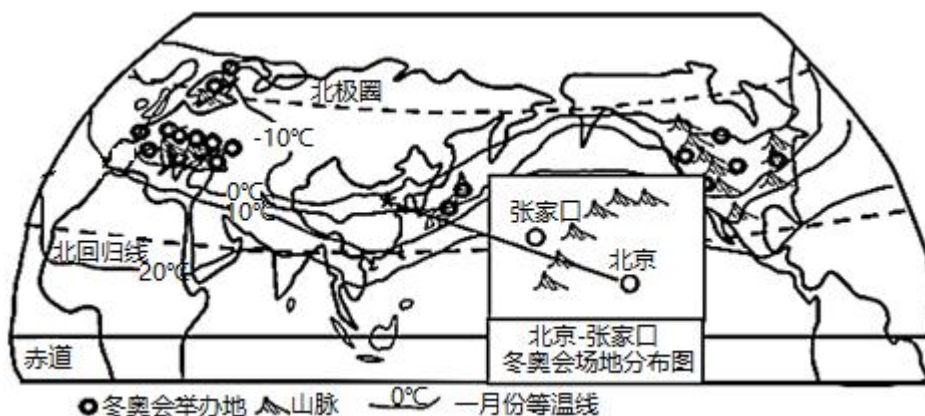 北极圈
-10℃
0℃
10℃
张家口
北回归线
20℃
北京
赤道
北京-张家口
冬奥会场地分布图
冬奥会举办地 山脉 0℃ 一月份等温线